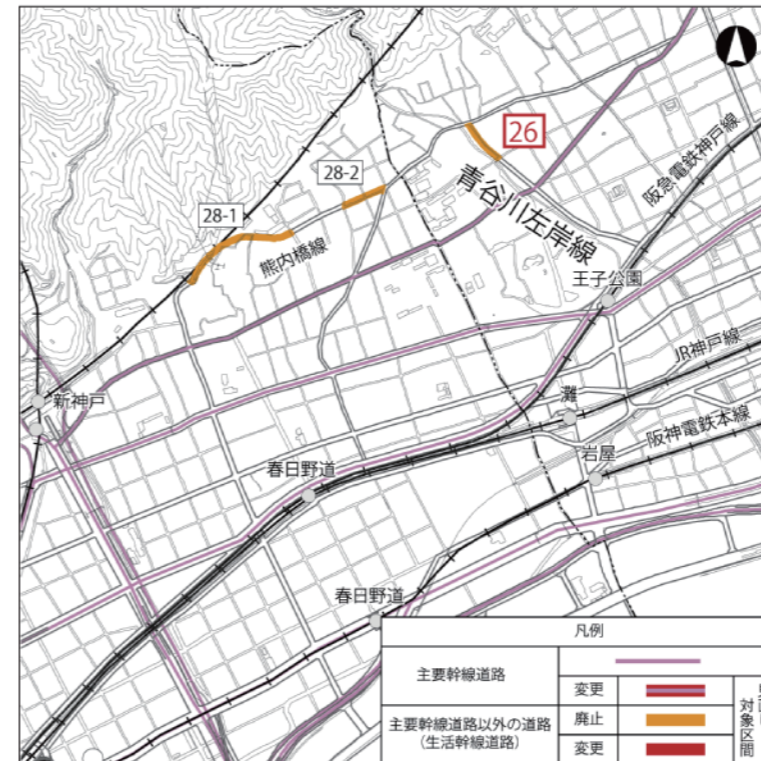 26
阪急電鉄神戸線
28-2
青谷川左岸線
28-1
熊内橋線
王子公園
JR神戸線
新神戸
灘
阪神電鉄本線
岩屋
春日野道
春日野道
凡例
主要幹線道路
変更
主要幹線道路以外の道路
(生活幹線道路)
廃止
変更
対象区間